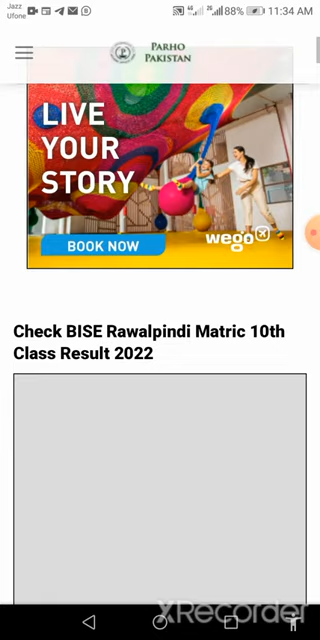 Jazz
Ufone
88%
11:34 AM
PARHO
PAKISTAN
LIVE
YOUR
STORY
BOOK NOW
wego
Check BISE Rawalpindi Matric 10th
Class Result 2022
XRecorder